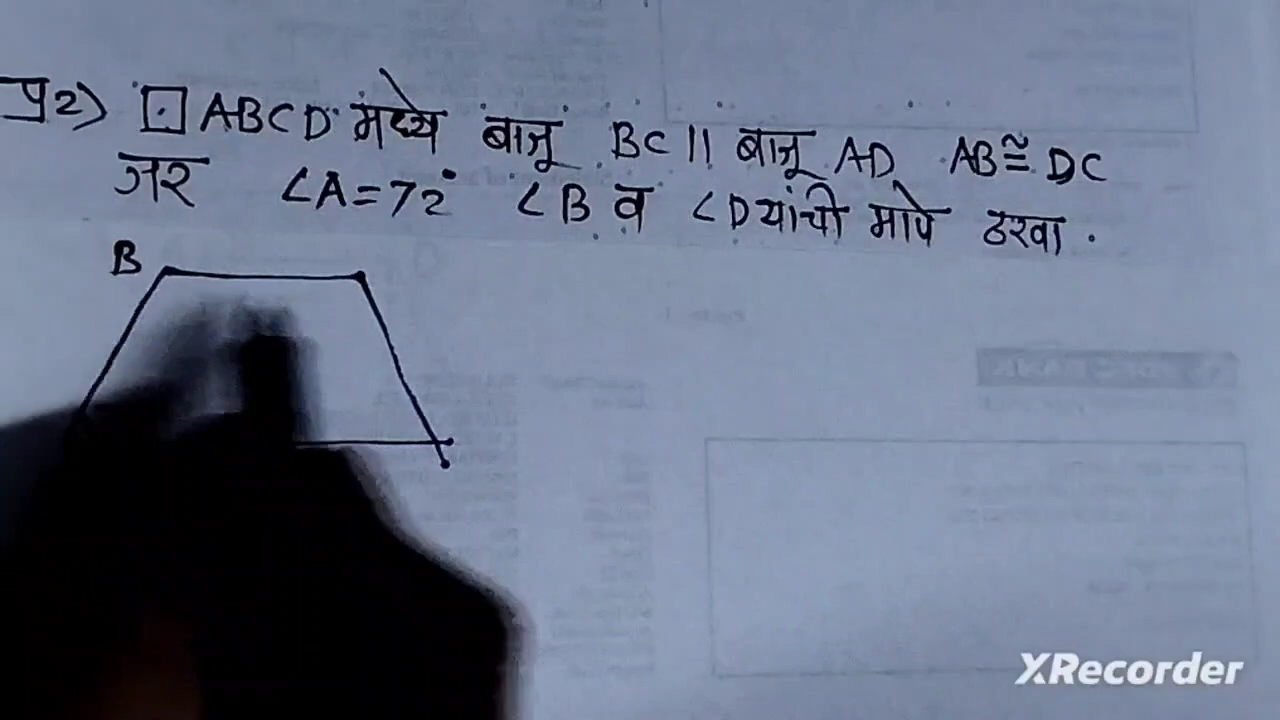 प्र2) □ABCD मध्ये बाजू BC || बाजू AD AB ≅ DC
जर ∠A=72° ∠B व ∠D यांची मापे ठरवा.
B
XRecorder